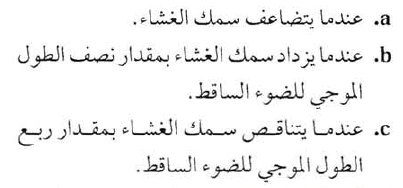 a. عندما يتضاعف سمك الغشاء.
b. عندما يزداد سمك الغشاء بمقدار نصف الطول
الموجي للضوء الساقط.
c. عندما يتناقص سمك الغشاء بمقدار ربع
الطول الموجي للضوء الساقط.